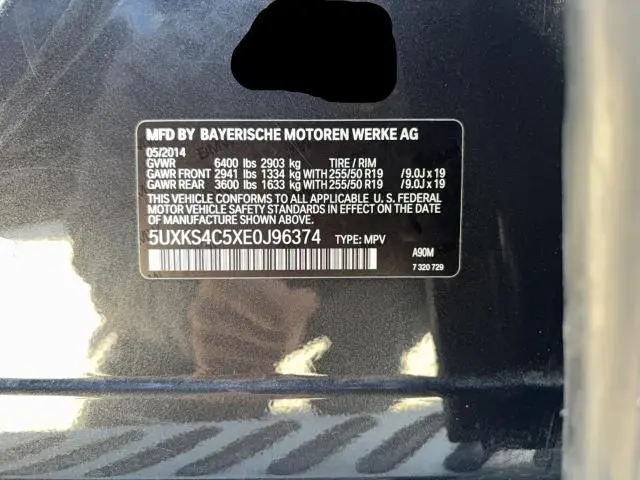 MFD BY BAYERISCHE MOTOREN WERKE AG
05/2014
GVWR 6400 lbs 2903 kg TIRE / RIM
GAWR FRONT 2941 lbs 1334 kg WITH 255/50 R19 /9.0J x 19
GAWR REAR 3600 lbs 1633 kg WITH 255/50 R19 /9.0J x 19
THIS VEHICLE CONFORMS TO ALL APPLICABLE U. S. FEDERAL
MOTOR VEHICLE SAFETY STANDARDS IN EFFECT ON THE DATE
OF MANUFACTURE SHOWN ABOVE.
5UXKS4C5XE0J96374 TYPE: MPV
A90M
7 320 729